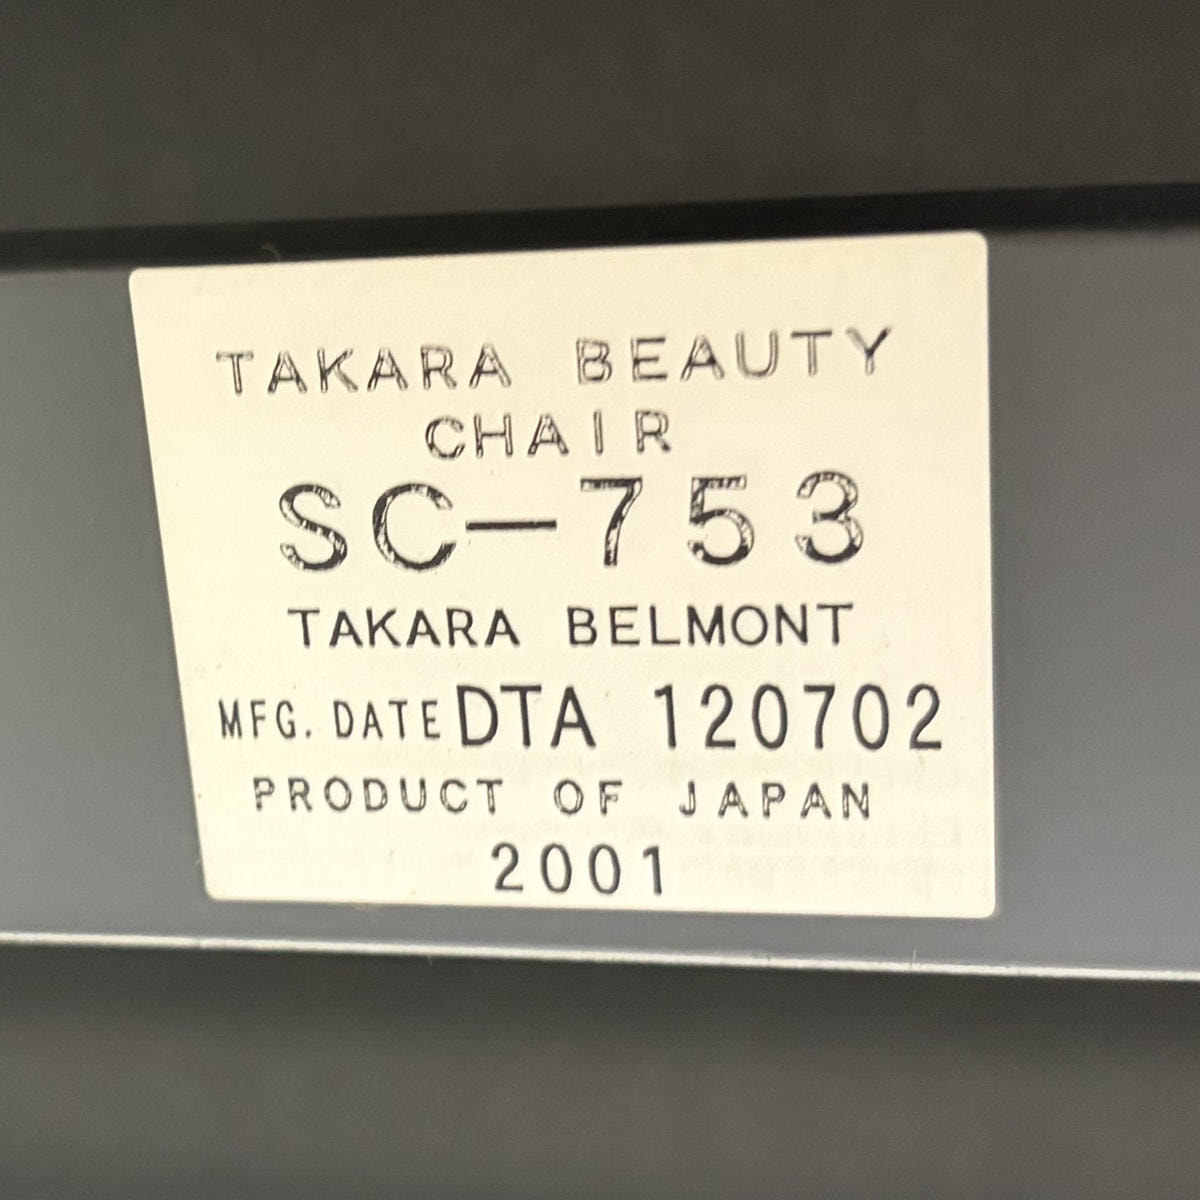 TAKARA BEAUTY
CHAIR
SC-753
TAKARA BELMONT
MFG. DATE DTA 120702
PRODUCT OF JAPAN
2001